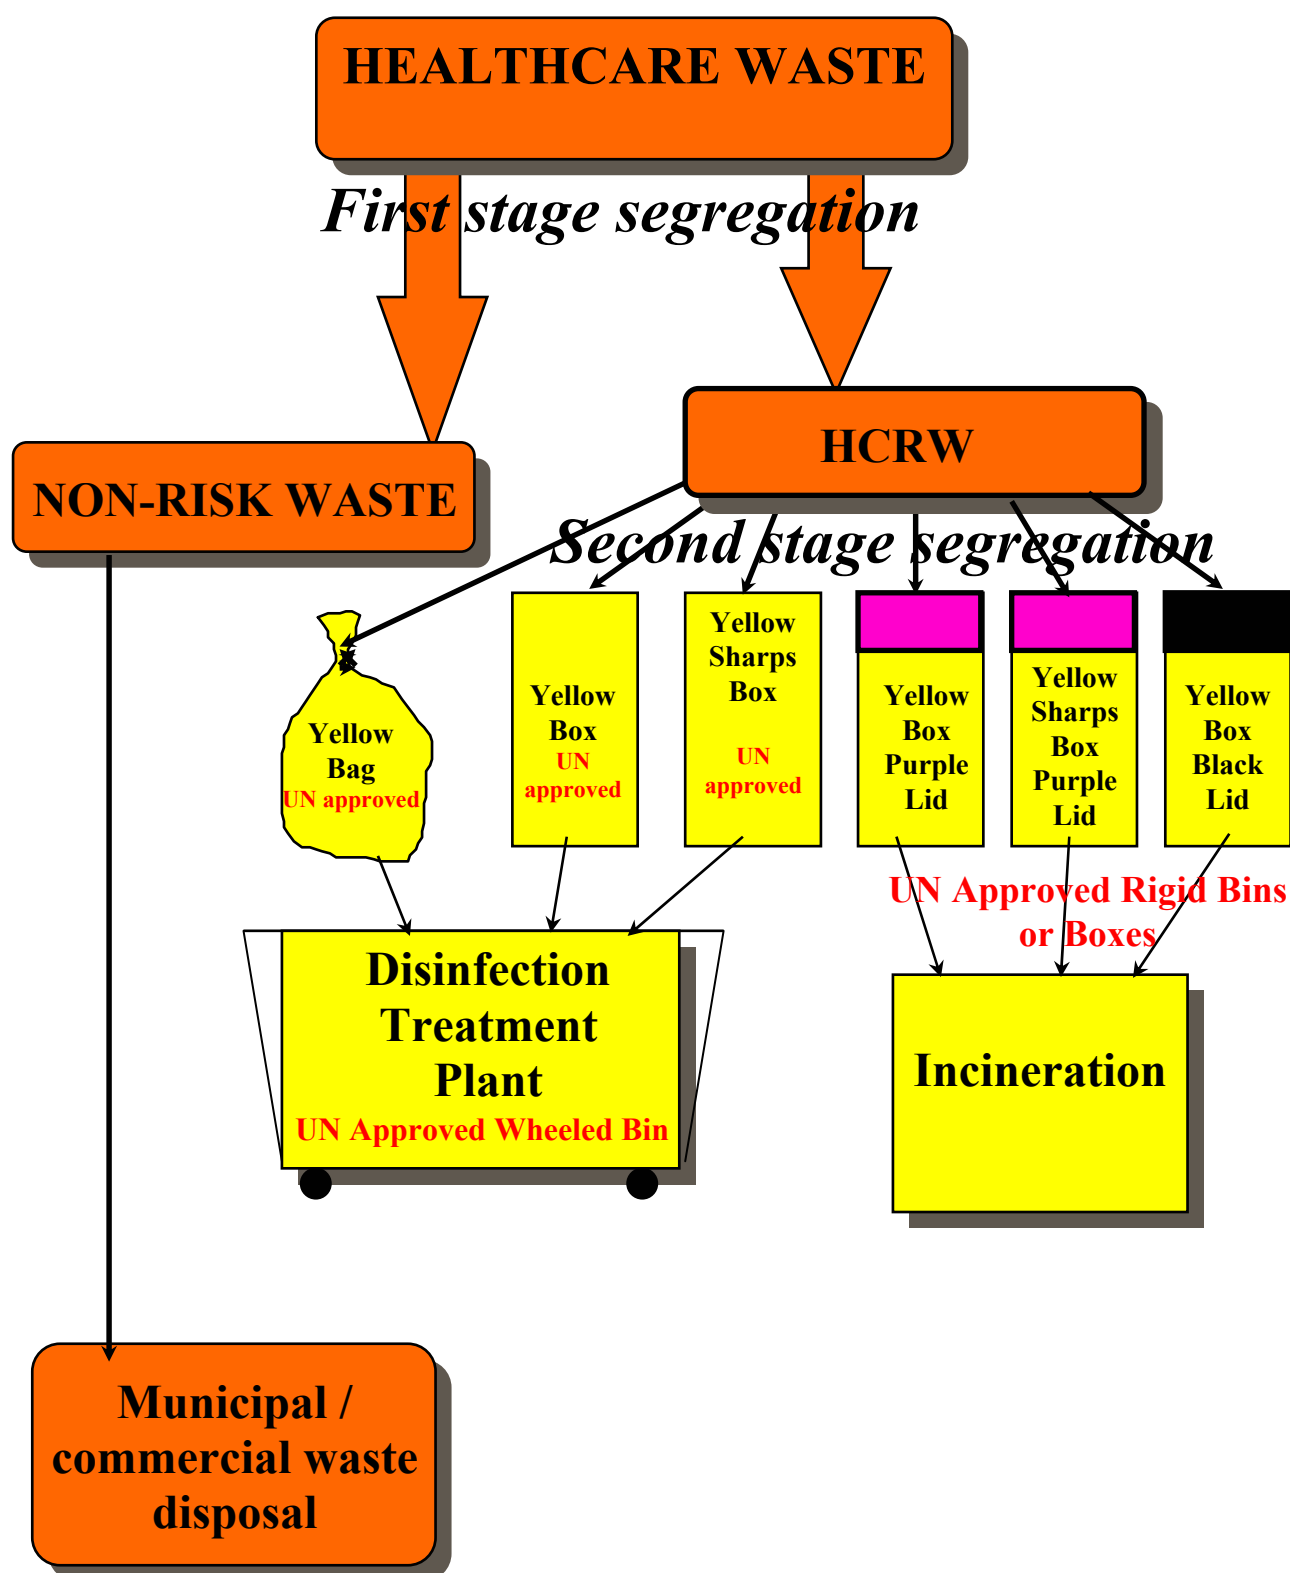 HEALTHCARE WASTE
First stage segregation
HCRW
NON-RISK WASTE
Second stage segregation
Yellow
Bag
UN approved
Yellow
Box
UN
approved
Yellow
Sharps
Box
UN
approved
Yellow
Box
Purple
Lid
Yellow
Sharps
Box
Purple
Lid
Yellow
Box
Black
Lid
UN Approved Rigid Bins
or Boxes
Disinfection
Treatment
Plant
UN Approved Wheeled Bin
Incineration
Municipal /
commercial waste
disposal